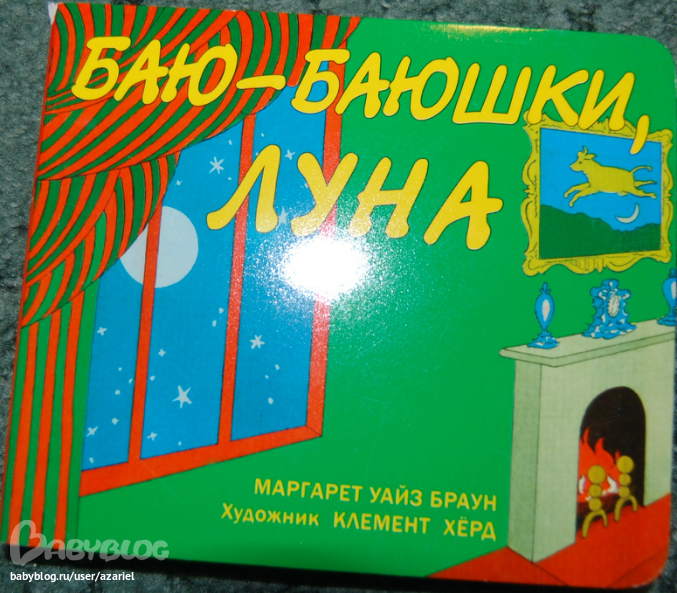 БАЮ-БАЮШКИ,
ЛУНА
МАРГАРЕТ УАЙЗ БРАУН
Художник КЛЕМЕНТ ХЁРД
BABYBLOG
babyblog.ru/user/azariel